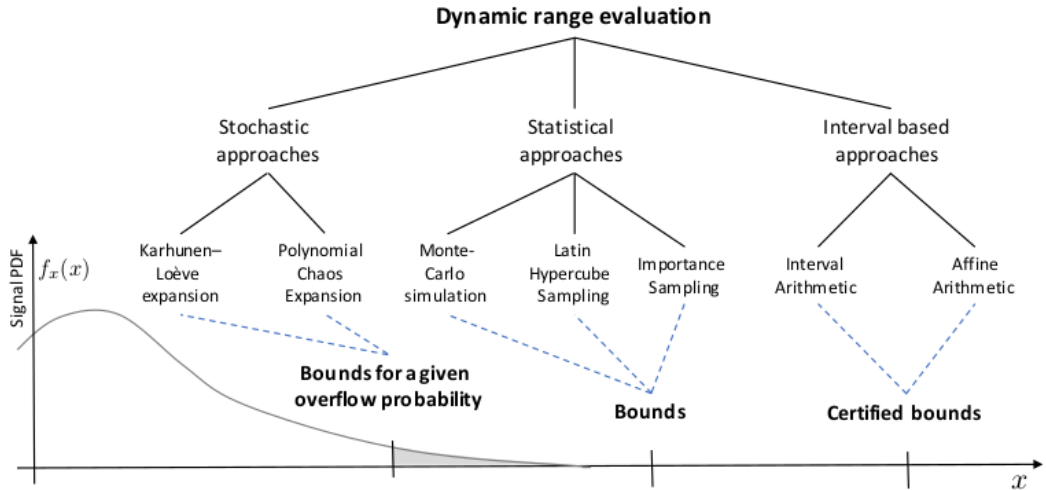 Dynamic range evaluation
Stochastic
approaches
Statistical
approaches
Interval based
approaches
Karhunen–
Loève
expansion
Polynomial
Chaos
Expansion
Monte-
Carlo
simulation
Latin
Hypercube
Sampling
Importance
Sampling
Interval
Arithmetic
Affine
Arithmetic
Signal PDF
f_x(x)
Bounds for a given
overflow probability
Bounds
Certified bounds
x